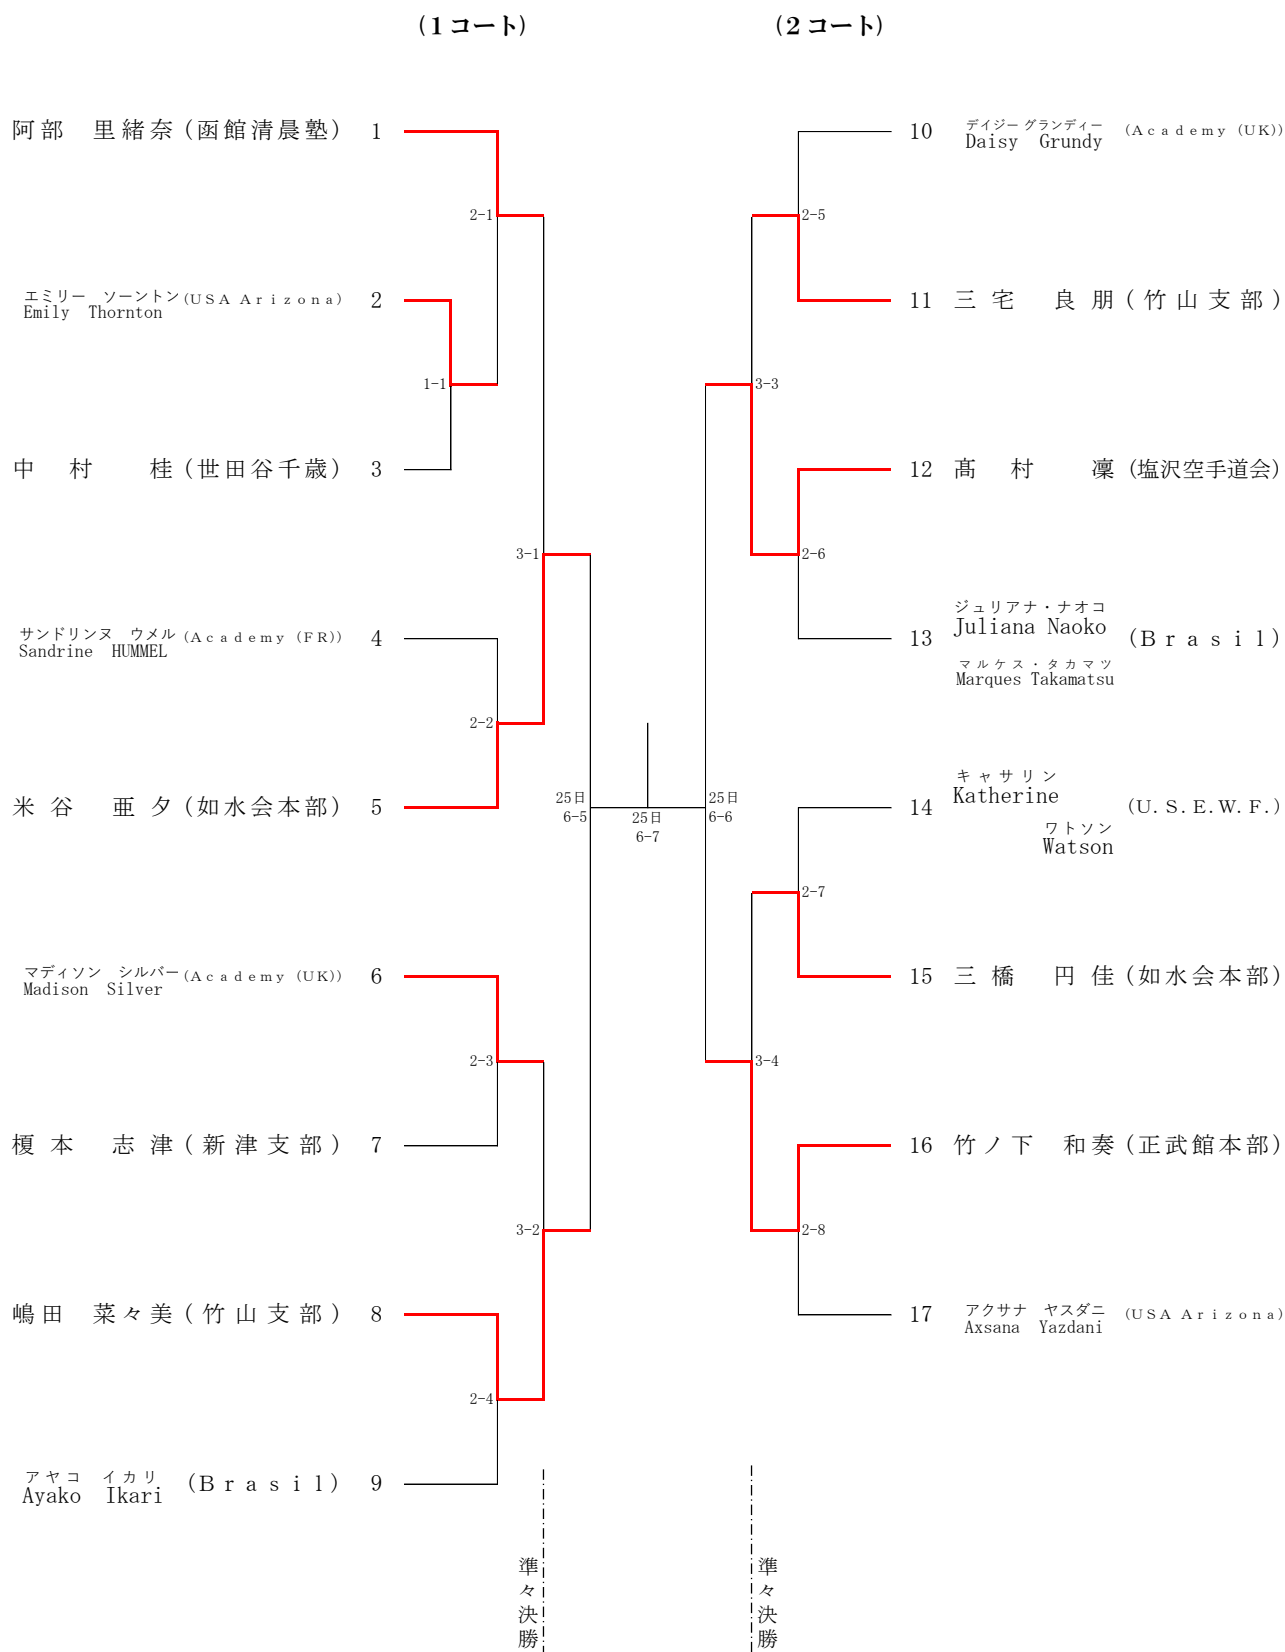 (1コート)
(2コート)
阿部 里緒奈(函館清晨塾) 1
2-1
エミリー ソーントン
Emily Thornton
(USA Arizona) 2
1-1
中村 桂(世田谷千歳) 3
3-1
サンドリンヌ ウメル
Sandrine HUMMEL
(Academy (FR)) 4
2-2
米谷 亜夕(如水会本部) 5
25日
6-5
マディソン シルバー
Madison Silver
(Academy (UK)) 6
2-3
榎本 志津(新津支部) 7
3-2
嶋田 菜々美(竹山支部) 8
2-4
アヤコ イカリ
Ayako Ikari
(Brasil) 9
準々決勝
25日
6-7
10 デイジー グランディー
Daisy Grundy
(Academy (UK))
2-5
11 三宅 良朋(竹山支部)
3-3
12 髙村 凜(塩沢空手道会)
2-6
13 ジュリアナ・ナオコ
Juliana Naoko
(Brasil)
マルケス・タカマツ
Marques Takamatsu
25日
6-6
14 キャサリン
Katherine
(U.S.E.W.F.)
ワトソン
Watson
2-7
15 三橋 円佳(如水会本部)
3-4
16 竹ノ下 和奏(正武館本部)
2-8
17 アクサナ ヤスダニ
Axsana Yazdani
(USA Arizona)
準々決勝